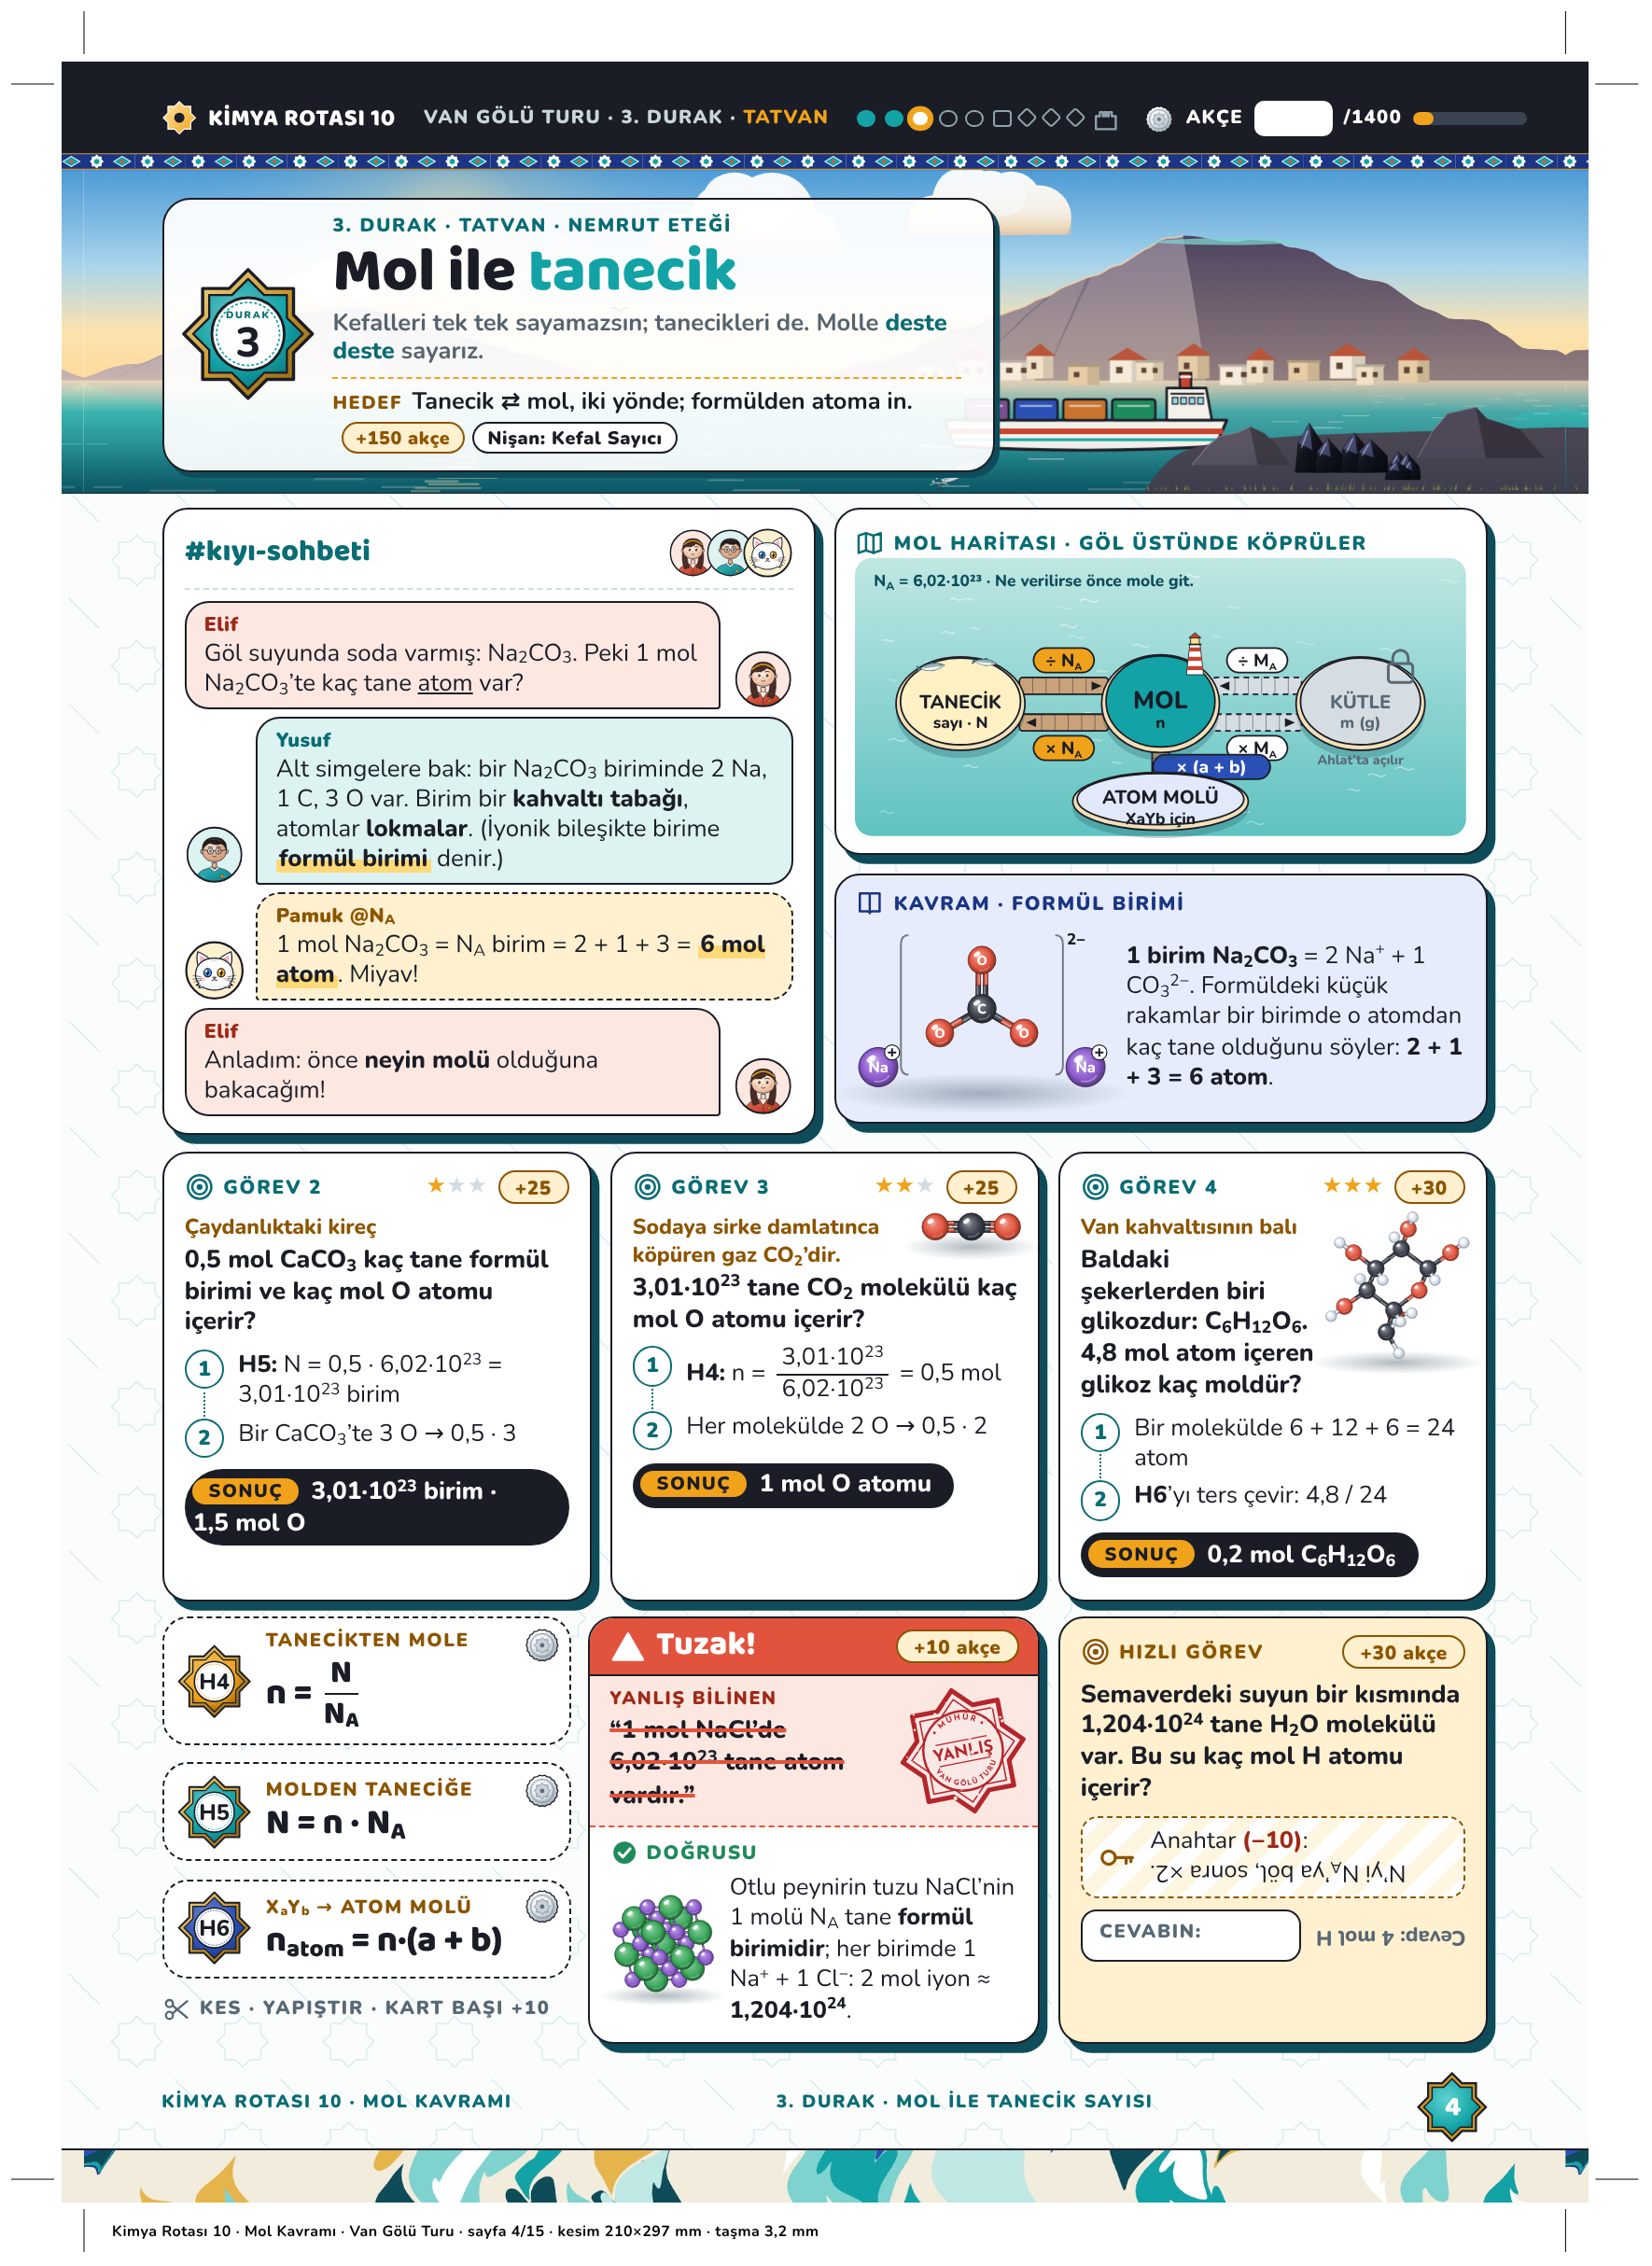 KİMYA ROTASI 10
VAN GÖLÜ TURU · 3. DURAK · TATVAN
AKÇE /1400
3. DURAK · TATVAN · NEMRUT ETEĞİ
DURAK
3
Mol ile tanecik
Kefalleri tek tek sayamazsın; tanecikleri de. Molle deste
deste sayarız.
HEDEF Tanecik ⇄ mol, iki yönde; formülden atoma in.
+150 akçe
Nişan: Kefal Sayıcı
#kıyı-sohbeti
Elif
Göl suyunda soda varmış: Na₂CO₃. Peki 1 mol
Na₂CO₃'te kaç tane atom var?
Yusuf
Alt simgelere bak: bir Na₂CO₃ biriminde 2 Na,
1 C, 3 O var. Birim bir kahvaltı tabağı,
atomlar lokmalar. (İyonik bileşikte birime
formül birimi denir.)
Pamuk @N_A
1 mol Na₂CO₃ = N_A birim = 2 + 1 + 3 = 6 mol
atom. Miyav!
Elif
Anladım: önce neyin molü olduğuna
bakacağım!
MOL HARİTASI · GÖL ÜSTÜNDE KÖPRÜLER
N_A = 6,02·10²³ · Ne verilirse önce mole git.
÷ N_A
÷ M_A
TANECİK
sayı · N
MOL
n
KÜTLE
m (g)
× N_A
× M_A
Ahlat'ta açılır
× (a + b)
ATOM MOLÜ
XaYb için
KAVRAM · FORMÜL BİRİMİ
2−
O
C
O
O
Na
+
Na
+
1 birim Na₂CO₃ = 2 Na⁺ + 1
CO₃²⁻. Formüldeki küçük
rakamlar bir birimde o atomdan
kaç tane olduğunu söyler: 2 + 1
+ 3 = 6 atom.
GÖREV 2
+25
Çaydanlıktaki kireç
0,5 mol CaCO₃ kaç tane formül
birimi ve kaç mol O atomu
içerir?
1 H5: N = 0,5 · 6,02·10²³ =
3,01·10²³ birim
2 Bir CaCO₃'te 3 O → 0,5 · 3
SONUÇ 3,01·10²³ birim ·
1,5 mol O
GÖREV 3
+25
Sodaya sirke damlatınca
köpüren gaz CO₂'dir.
3,01·10²³ tane CO₂ molekülü kaç
mol O atomu içerir?
1 H4: n = 3,01·10²³ / 6,02·10²³ = 0,5 mol
2 Her molekülde 2 O → 0,5 · 2
SONUÇ 1 mol O atomu
GÖREV 4
+30
Van kahvaltısının balı
Baldaki
şekerlerden biri
glikozdur: C₆H₁₂O₆.
4,8 mol atom içeren
glikoz kaç moldür?
1 Bir molekülde 6 + 12 + 6 = 24
atom
2 H6'yı ters çevir: 4,8 / 24
SONUÇ 0,2 mol C₆H₁₂O₆
H4
TANECİKTEN MOLE
n = N / N_A
H5
MOLDEN TANECİĞE
N = n · N_A
H6
XₐY_b → ATOM MOLÜ
n_atom = n·(a + b)
KES · YAPIŞTIR · KART BAŞI +10
Tuzak!
+10 akçe
YANLIŞ BİLİNEN
“1 mol NaCl'de
6,02·10²³ tane atom
vardır.”
MÜHÜR
YANLIŞ
VAN GÖLÜ TURU
DOĞRUSU
Otlu peynirin tuzu NaCl'nin
1 molü N_A tane formül
birimidir; her birimde 1
Na⁺ + 1 Cl⁻: 2 mol iyon ≈
1,204·10²⁴.
HIZLI GÖREV
+30 akçe
Semaverdeki suyun bir kısmında
1,204·10²⁴ tane H₂O molekülü
var. Bu su kaç mol H atomu
içerir?
Anahtar (−10):
N'yi N_A'ya böl, sonra ×2.
CEVABIN:
Cevap: 4 mol H
KİMYA ROTASI 10 · MOL KAVRAMI
3. DURAK · MOL İLE TANECİK SAYISI
4
Kimya Rotası 10 · Mol Kavramı · Van Gölü Turu · sayfa 4/15 · kesim 210×297 mm · taşma 3,2 mm